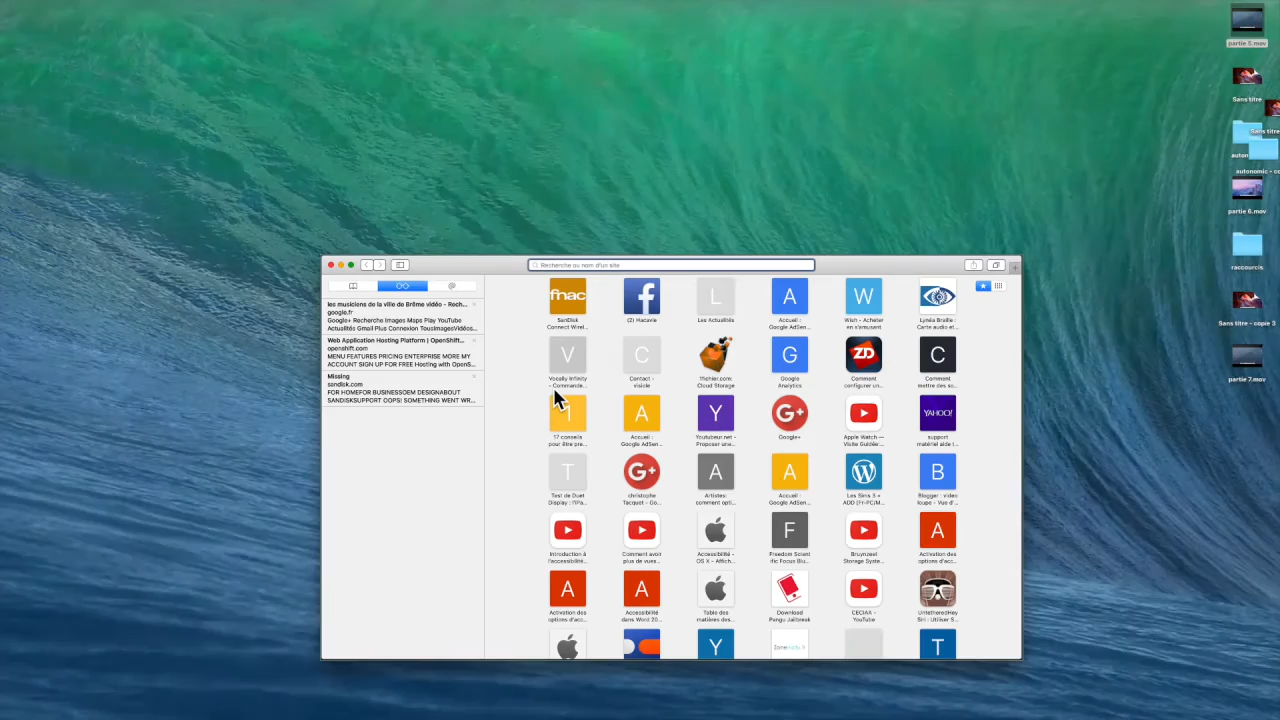 partie 5.mov
Sans titre
Sans titre
autonomic - co
partie 6.mov
raccourcis
Sans titre - copie 3
partie 7.mov
Recherche ou nom d'un site
les musiciens de la ville de Brême vidéo - Rech...
google.fr
Google+ Recherche Images Maps Play YouTube
Actualités Gmail Plus Connexion TousImagesVidéos...
Web Application Hosting Platform | OpenShift...
openshift.com
MENU FEATURES PRICING ENTERPRISE MORE MY
ACCOUNT SIGN UP FOR FREE Hosting with OpenS...
Missing
sandisk.com
FOR HOMEFOR BUSINESSOEM DESIGNABOUT
SANDISKSUPPORT OOPS! SOMETHING WENT WR...
fnac
f
L
A
W
SanDisk
Connect Wirel...
(2) Hacavie
Les Actualités
Accueil :
Google AdSen...
Wish - Acheter
en s'amusant
Lynéa Braille :
Carte audio et...
V
C
G
ZD
C
Vocally Infinity
- Commande...
Contact -
visicle
1fichier.com:
Cloud Storage
Google
Analytics
Comment
configurer un...
Comment
mettre des so...
T
A
Y
G+
YAHOO!
17 conseils
pour être pre...
Accueil :
Google AdSen...
Youtubeur.net -
Proposer une...
Google+
Apple Watch —
Visite Guidée:...
support
matériel aide t...
T
G+
A
A
W
B
Test de Duet
Display : l'iPa...
christophe
Tacquet - Go...
Artistes:
comment opti...
Accueil :
Google AdSen...
Les Sims 3 +
ADD [Fr-PC/M...
Blogger · video
loupe - Vue d'...
F
A
Introduction à
l'accessibilité...
Comment avoir
plus de vues...
Accessibilité -
OS X - Affich...
Freedom Scient
ific Focus Blu...
Bruynzeel
Storage Syste...
Activation des
options d'acc...
A
A
Activation des
options d'acc...
Accessibilité
dans Word 20...
Table des
matières des...
Download
Pangu Jailbreak
CECIAA -
YouTube
UntetheredHey
Siri - Utiliser S...
Y
T